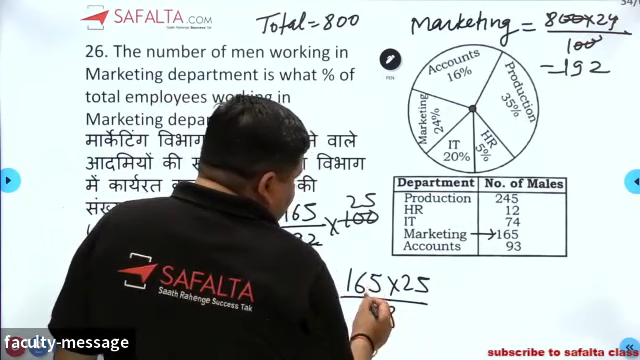 SAFALTA.COM
Total=800
Marketing = 800×24
100
=192
34/
PEN
26. The number of men working in
Marketing department is what % of
total employees working in
Marketing
मार्केटिंग विभाग
वाले
आदमियों की
विभाग
में कार्यरत
की
165
×
25
100
Accounts
16%
Production
35%
HR
5%
IT
20%
Marketing
24%
Department No. of Males
Production 245
HR 12
IT 74
Marketing → 165
Accounts 93
165×25
SAFALTA
Saath Rahenge Success Tak
faculty-message
subscribe to safalta class